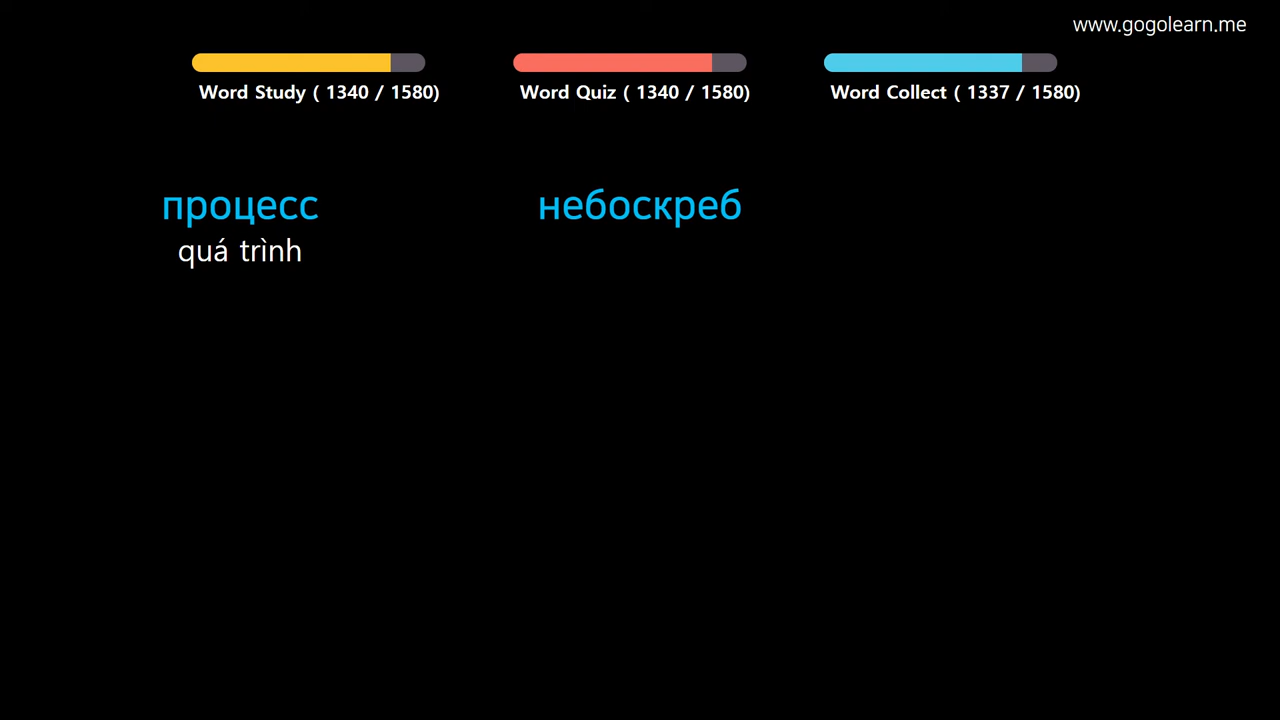 www.gogolearn.me
Word Study ( 1340 / 1580)
Word Quiz ( 1340 / 1580)
Word Collect ( 1337 / 1580)
процесс
quá trình
небоскреб